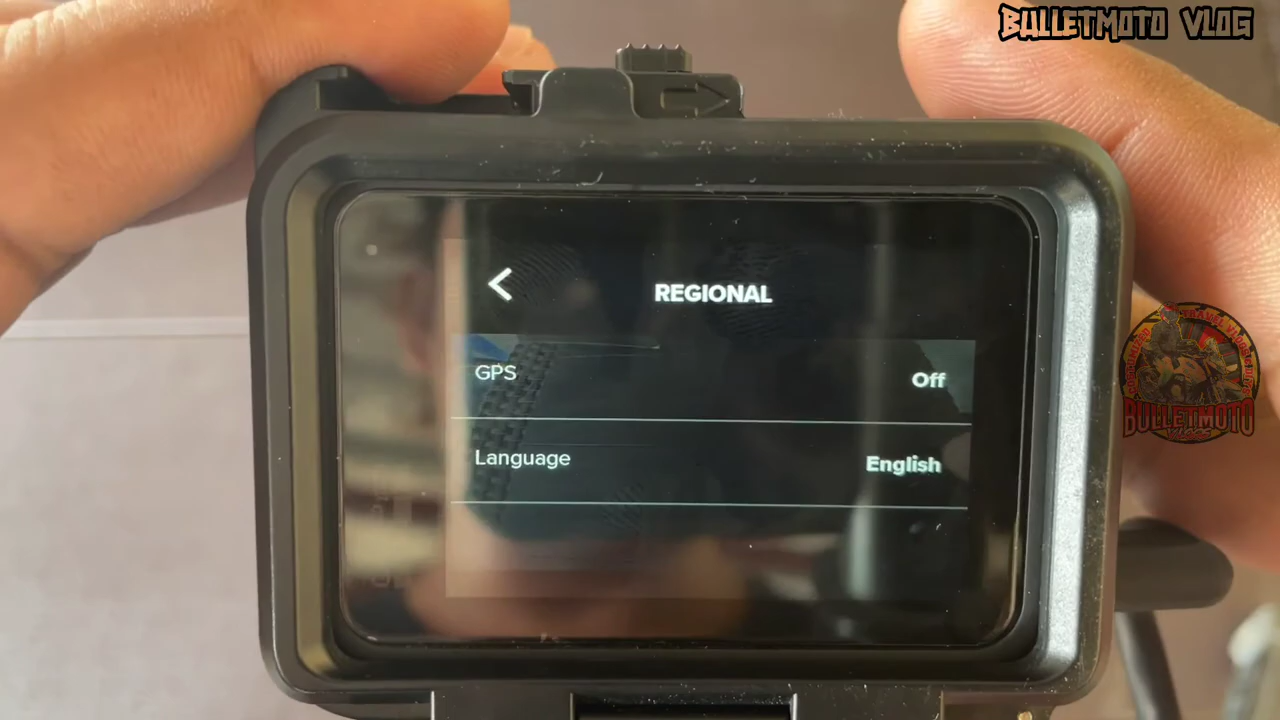 BULLETMOTO VLOG
REGIONAL
GPS Off
Language English
BULLETMOTO